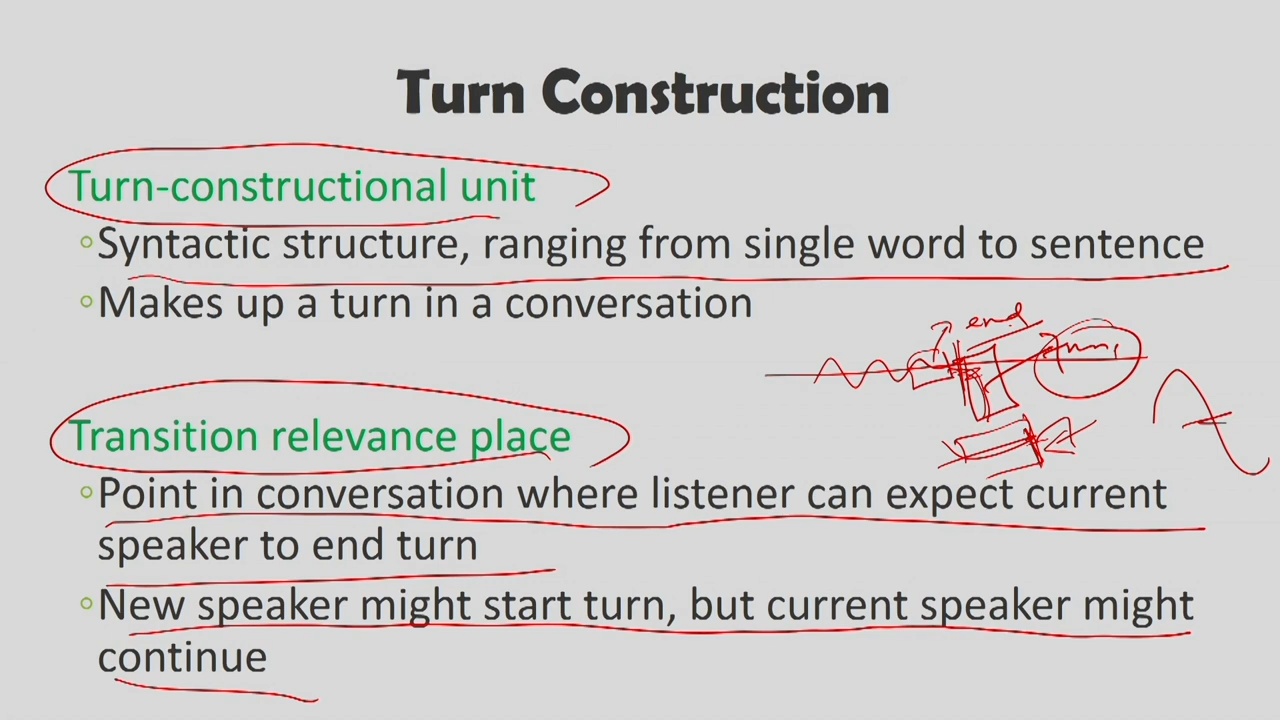 Turn Construction
Turn-constructional unit
◦Syntactic structure, ranging from single word to sentence
◦Makes up a turn in a conversation
end
Turn
Transition relevance place
◦Point in conversation where listener can expect current
speaker to end turn
◦New speaker might start turn, but current speaker might
continue